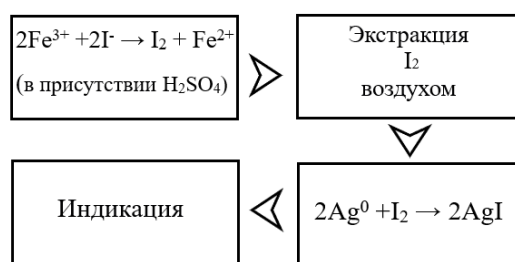 2Fe³⁺ +2I⁻ → I₂ + Fe²⁺
(в присутствии H₂SO₄)
Экстракция
I₂
воздухом
2Ag⁰ +I₂ → 2AgI
Индикация